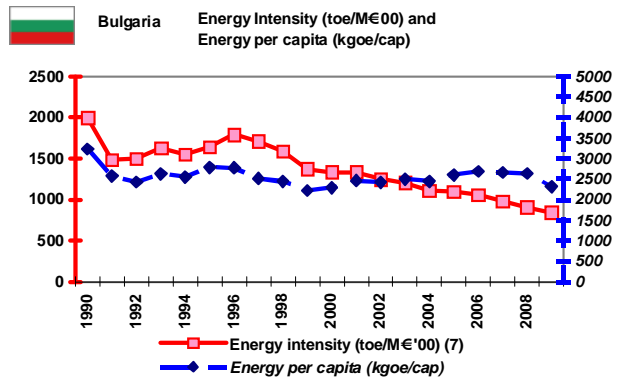 Bulgaria
Energy Intensity (toe/M€00) and
Energy per capita (kgoe/cap)
2500 5000
4500
2000 4000
3500
1500 3000
2500
1000 2000
1500
500 1000
500
0 0
1990 1992 1994 1996 1998 2000 2002 2004 2006 2008
Energy intensity (toe/M€'00) (7)
Energy per capita (kgoe/cap)